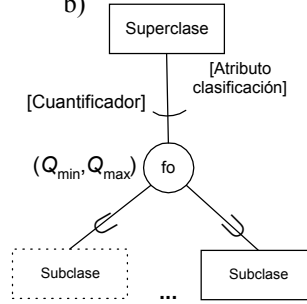 b)
Superclase
[Atributo
clasificación]
[Cuantificador]
(Qmin,Qmax)
fo
Subclase
...
Subclase